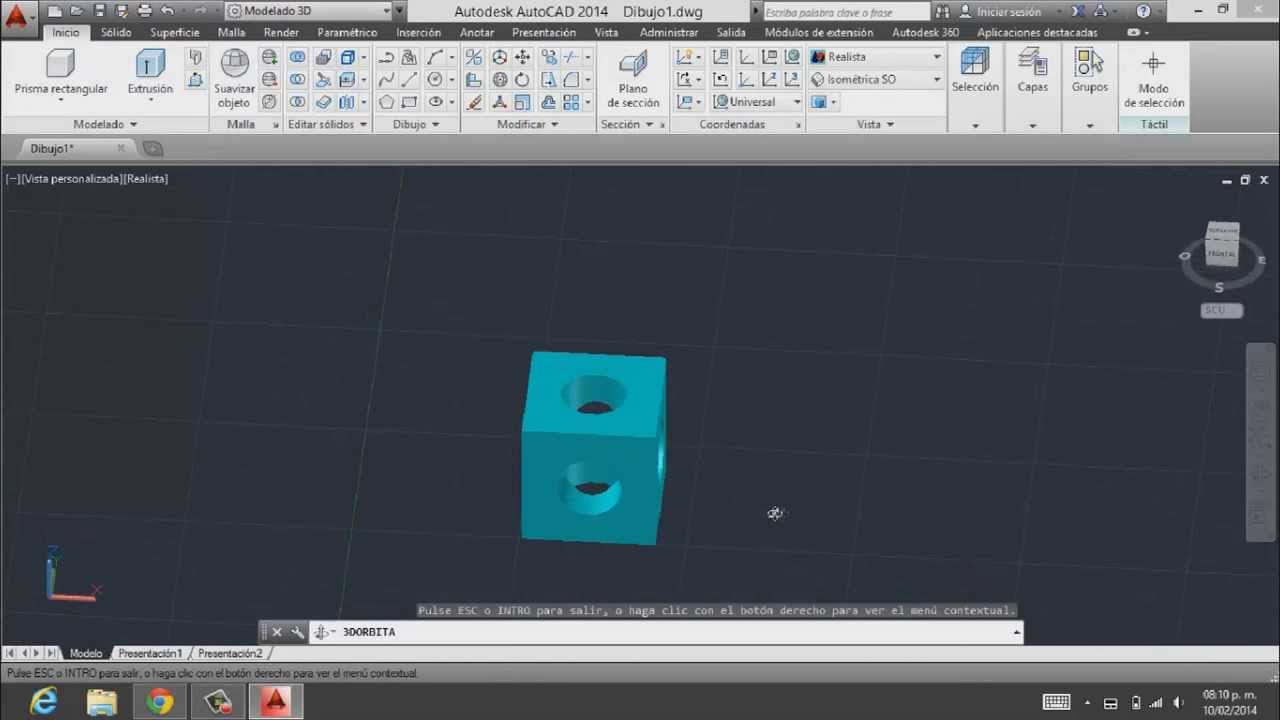 Modelado 3D
Autodesk AutoCAD 2014 Dibujo1.dwg
Escriba palabra clave o frase
Iniciar sesión
Inicio Sólido Superficie Malla Render Paramétrico Inserción Anotar Presentación Vista Administrar Salida Módulos de extensión Autodesk 360 Aplicaciones destacadas
Prisma rectangular
Extrusión
Suavizar objeto
Plano de sección
Realista
Isométrica SO
Universal
Selección
Capas
Grupos
Modo de selección
Modelado Malla Editar sólidos Dibujo Modificar Sección Coordenadas Vista Táctil
Dibujo1*
[−][Vista personalizada][Realista]
FRONTAL
O
E
S
SCU
Z
X
Pulse ESC o INTRO para salir, o haga clic con el botón derecho para ver el menú contextual.
3DORBITA
Modelo Presentación1 Presentación2
Pulse ESC o INTRO para salir, o haga clic con el botón derecho para ver el menú contextual.
08:10 p. m.
10/02/2014